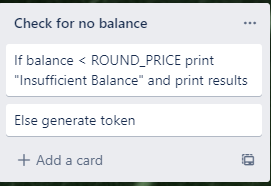 Check for no balance
If balance < ROUND_PRICE print
"Insufficient Balance" and print results
Else generate token
+ Add a card